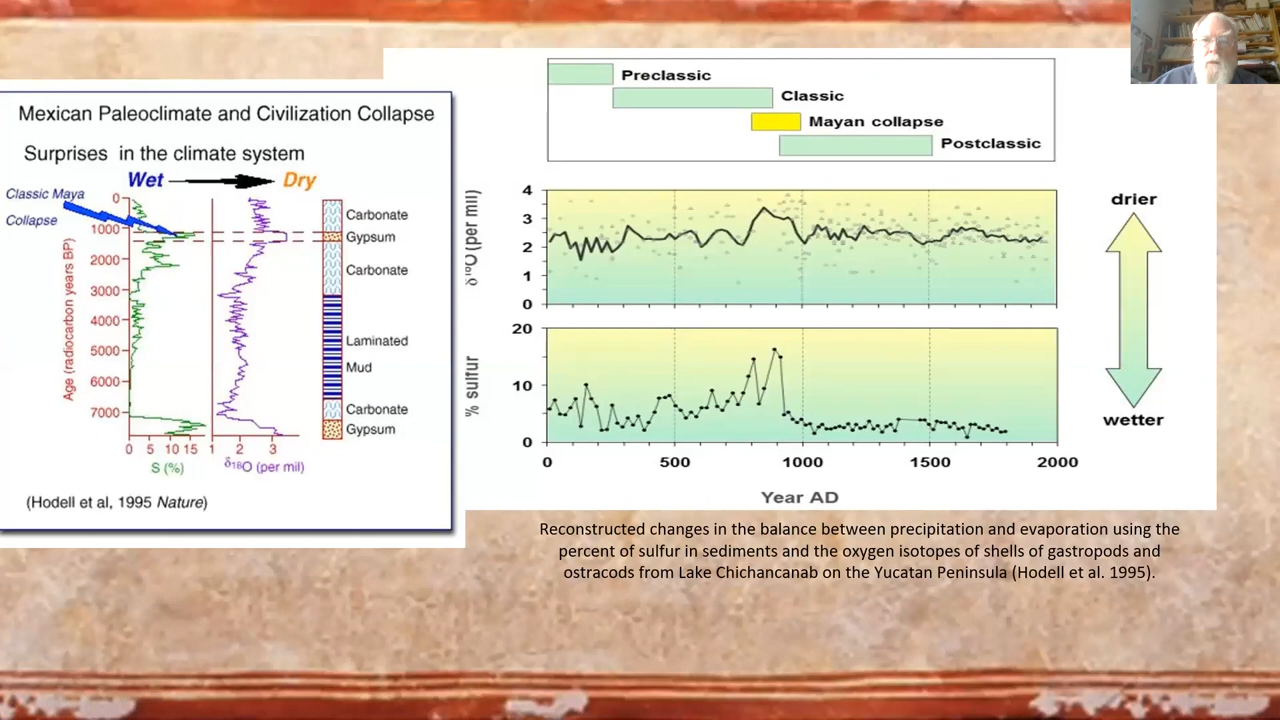 Mexican Paleoclimate and Civilization Collapse
Surprises in the climate system
Wet
Dry
Classic Maya
Collapse
0
1000
2000
3000
4000
5000
6000
7000
Age (radiocarbon years BP)
0 5 10 15
S (%)
1 2 3
δ18O (per mil)
Carbonate
Gypsum
Carbonate
Laminated
Mud
Carbonate
Gypsum
(Hodell et al, 1995 Nature)
Preclassic
Classic
Mayan collapse
Postclassic
δ¹⁸O (per mil)
4
3
2
1
0
% sulfur
20
10
0
0 500 1000 1500 2000
Year AD
drier
wetter
Reconstructed changes in the balance between precipitation and evaporation using the
percent of sulfur in sediments and the oxygen isotopes of shells of gastropods and
ostracods from Lake Chichancanab on the Yucatan Peninsula (Hodell et al. 1995).